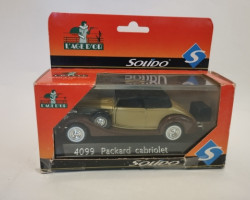 L'AGE D'OR
SOLIDO
S
L'AGE D'OR
4099 Packard cabriolet
SOLIDO
S